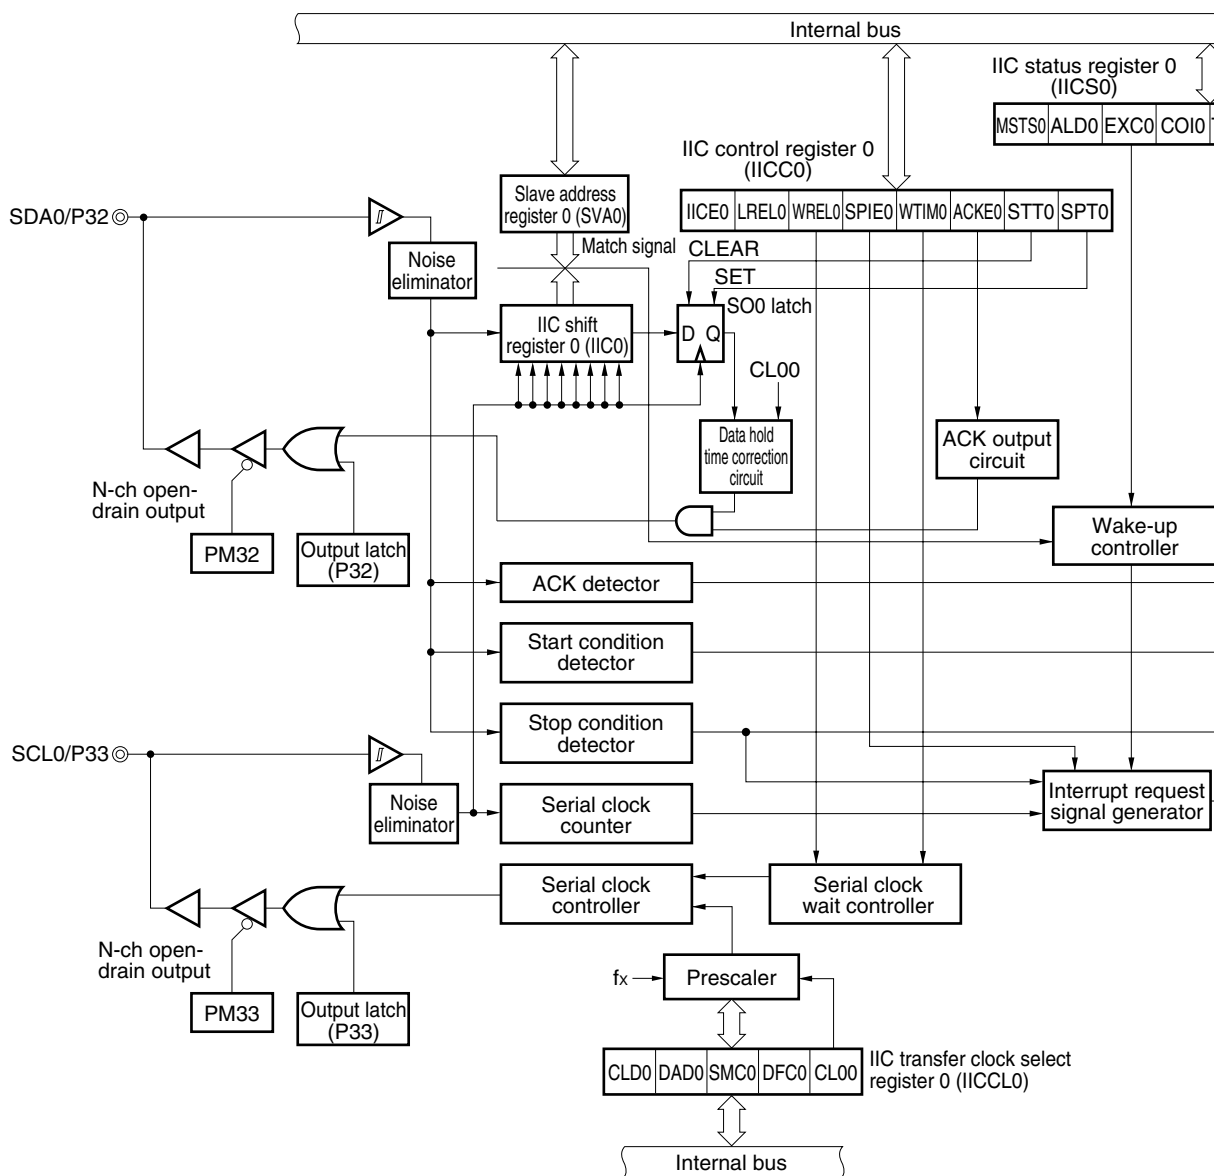 Internal bus
IIC status register 0
(IICS0)
MSTS0 ALD0 EXC0 COI0
IIC control register 0
(IICC0)
Slave address
register 0 (SVA0)
IICE0 LREL0 WREL0 SPIE0 WTIM0 ACKE0 STT0 SPT0
SDA0/P32
Noise
eliminator
Match signal
CLEAR
SET
SO0 latch
IIC shift
register 0 (IIC0)
D Q
CL00
Data hold
time correction
circuit
ACK output
circuit
N-ch open-
drain output
PM32
Output latch
(P32)
Wake-up
controller
ACK detector
Start condition
detector
Stop condition
detector
SCL0/P33
Noise
eliminator
Serial clock
counter
Interrupt request
signal generator
Serial clock
controller
Serial clock
wait controller
N-ch open-
drain output
PM33
Output latch
(P33)
fx
Prescaler
CLD0 DAD0 SMC0 DFC0 CL00
IIC transfer clock select
register 0 (IICCL0)
Internal bus